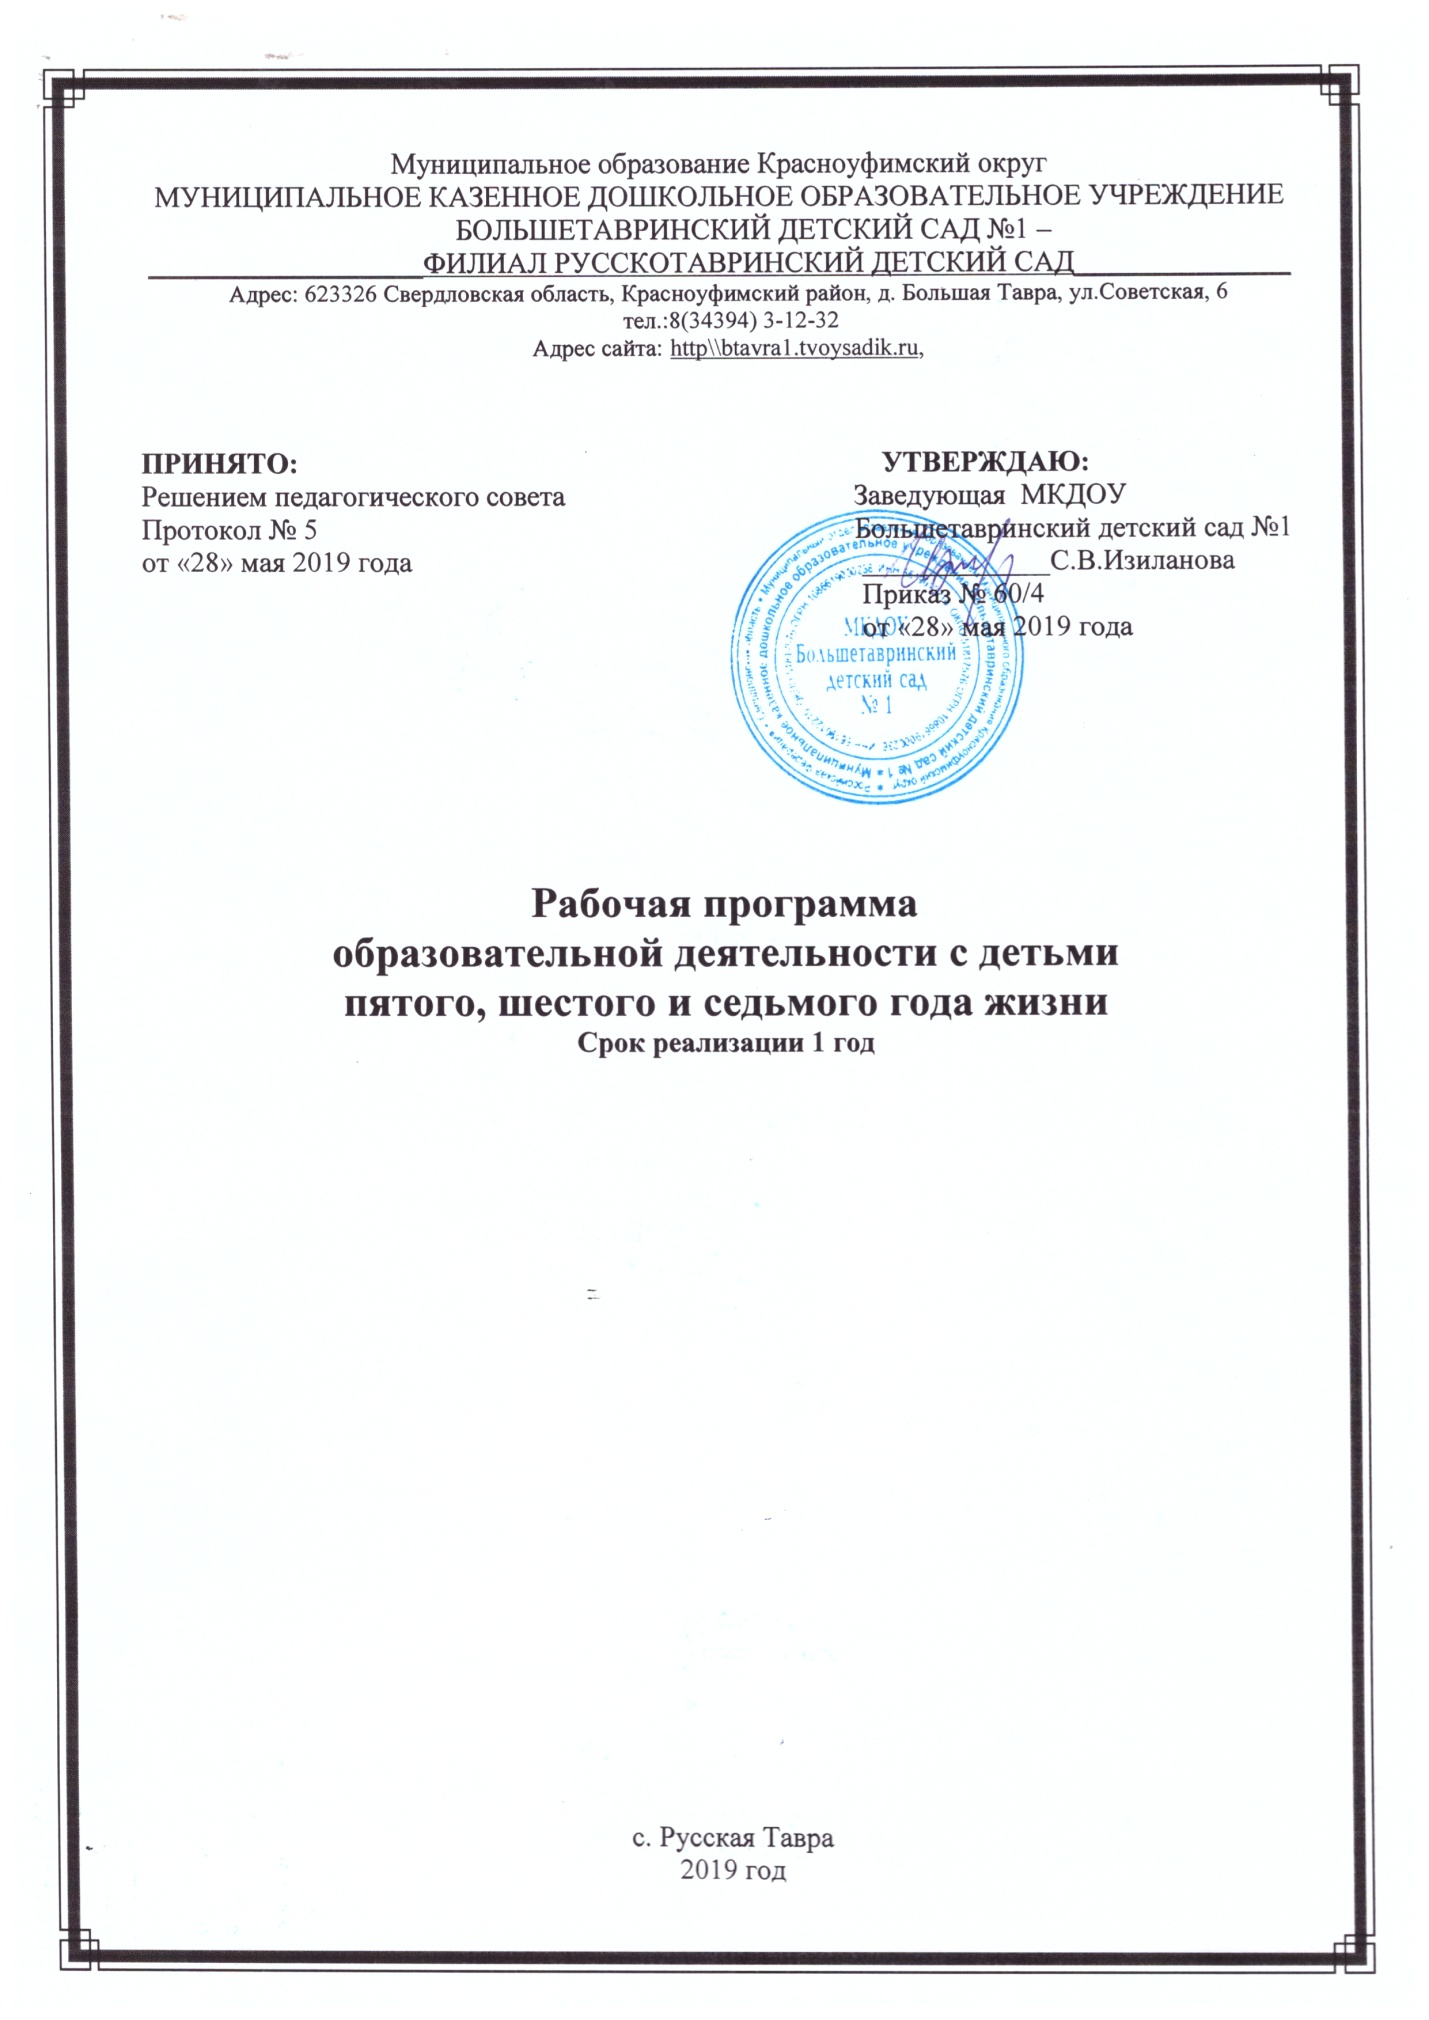 Муниципальное образование Красноуфимский округ
МУНИЦИПАЛЬНОЕ КАЗЕННОЕ ДОШКОЛЬНОЕ ОБРАЗОВАТЕЛЬНОЕ УЧРЕЖДЕНИЕ
БОЛЬШЕТАВРИНСКИЙ ДЕТСКИЙ САД №1 –
ФИЛИАЛ РУССКОТАВРИНСКИЙ ДЕТСКИЙ САД
Адрес: 623326 Свердловская область, Красноуфимский район, д. Большая Тавра, ул.Советская, 6
тел.:8(34394) 3-12-32
Адрес сайта: http\\btavra1.tvoysadik.ru,
ПРИНЯТО:
Решением педагогического совета
Протокол № 5
от «28» мая 2019 года
УТВЕРЖДАЮ:
Заведующая МКДОУ
Большетавринский детский сад №1
С.В.Изиланова
Приказ № 60/4
от «28» мая 2019 года
МКДОУ
Большетавринский
детский сад
№ 1
Рабочая программа
образовательной деятельности с детьми
пятого, шестого и седьмого года жизни
Срок реализации 1 год
с. Русская Тавра
2019 год